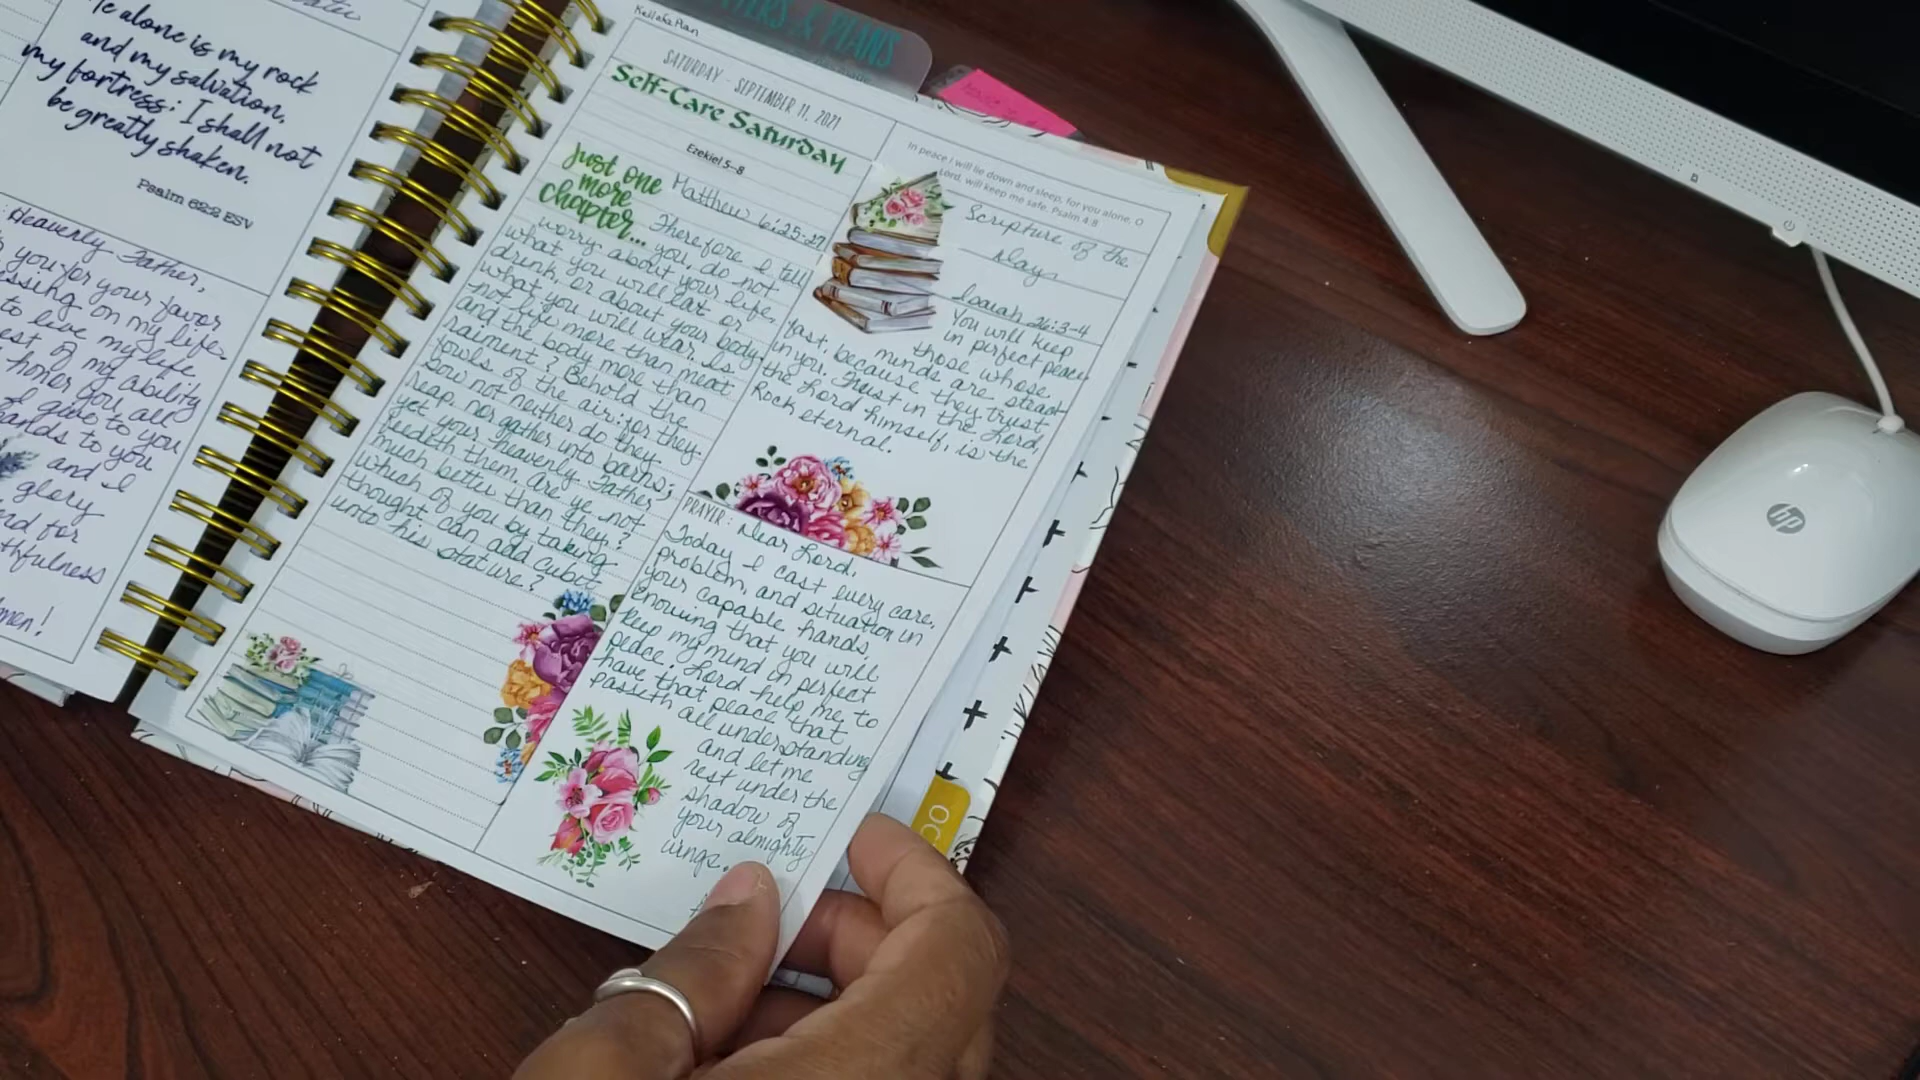 He alone is my rock
and my salvation,
my fortress; I shall not
be greatly shaken.
Psalm 62:2 ESV
Heavenly Father,
you for your favor
on my life.
to live my life
of my ability
honor you all
I give to you
hands to you
and I
glory
for
Amen!
SATURDAY - SEPTEMBER 11, 2021
Self-Care Saturday
Ezekiel 5-8
Just one
more
chapter...
Matthew 6:25-27
Therefore I tell
you, do not
worry about your life,
what you will eat or
drink, or about your body,
what you will wear. Is
not life more than meat
and the body more than
raiment? Behold the
fowls of the air; for they
sow not neither do they
reap, nor gather into barns;
yet your heavenly Father
feedeth them, are ye not
much better than they?
Which of you by taking
thought can add cubit
unto his stature?
& PLANS
In peace I will lie down and sleep, for you alone, O
Lord, will keep me safe. Psalm 4:8
Scripture of the
Day
Isaiah 26:3-4
You will keep
in perfect peace
those whose
minds are stead
fast, because they trust
in you. Trust in the Lord,
the Lord himself, is the
Rock eternal.
PRAYER: Dear Lord,
Today I cast every care,
problem, and situation in
your capable hands
knowing that you will
keep my mind in perfect
peace. Lord help me to
have that peace that
passeth all understanding
and let me
rest under the
shadow of
your almighty
wings.
OC
hp